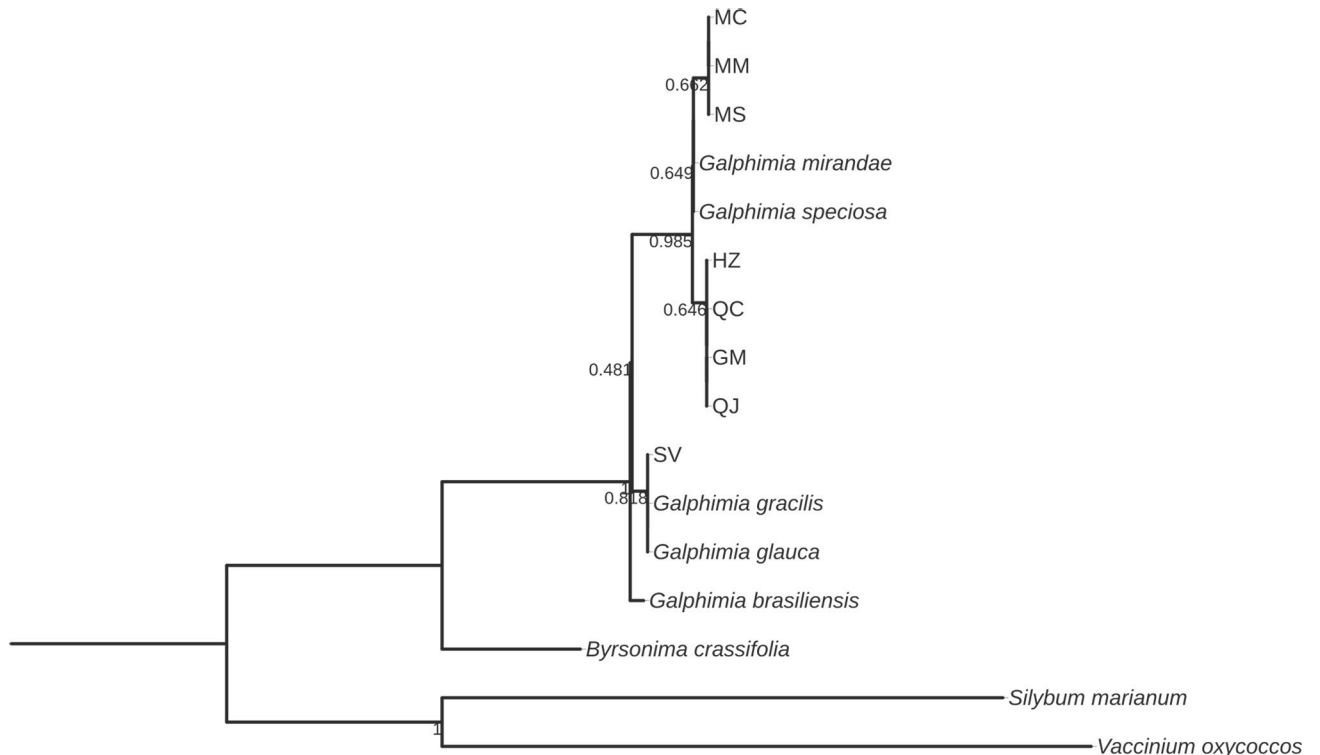 MC
MM
0.662
MS
Galphimia mirandae
0.649
Galphimia speciosa
0.985
HZ
0.646
QC
GM
0.481
QJ
SV
1
0.818
Galphimia gracilis
Galphimia glauca
Galphimia brasiliensis
Byrsonima crassifolia
Silybum marianum
1
Vaccinium oxycoccos